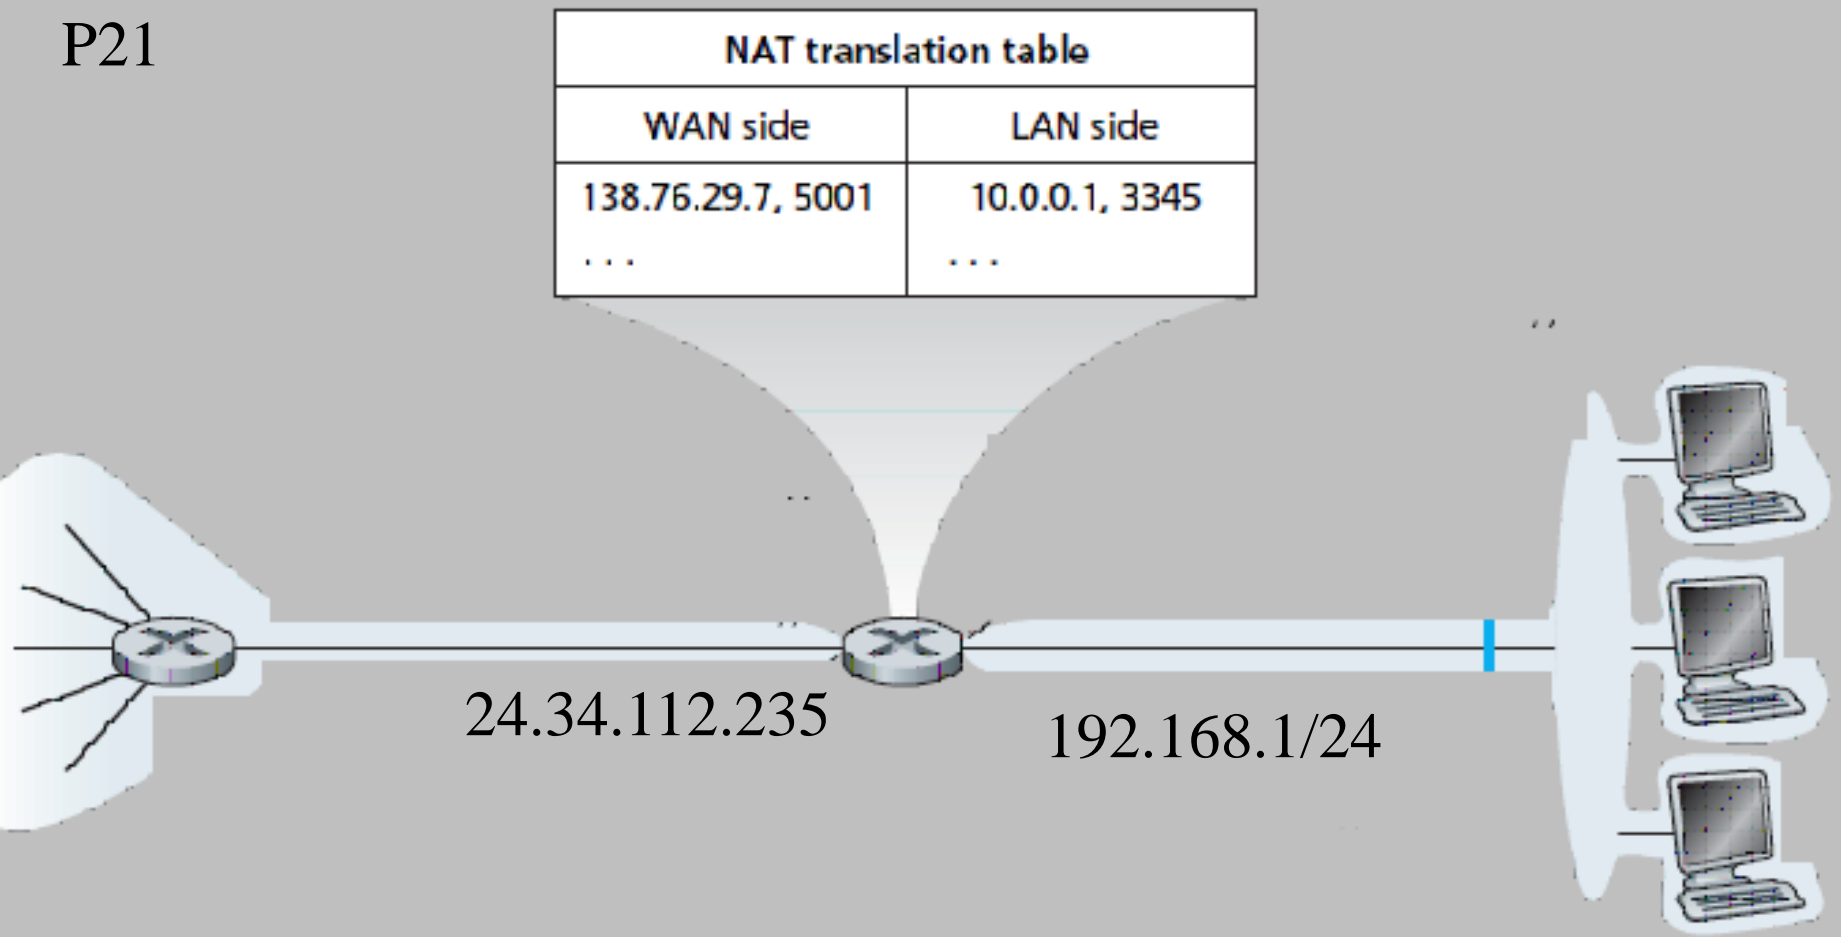 P21
NAT translation table
WAN side LAN side
138.76.29.7, 5001 10.0.0.1, 3345
... ...
24.34.112.235
192.168.1/24